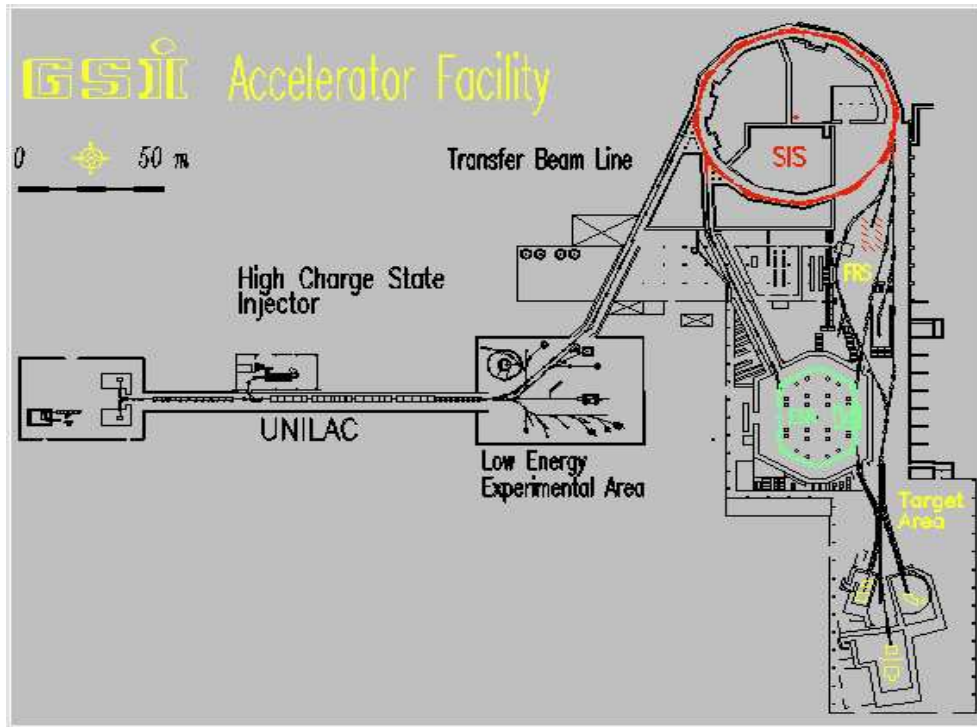 GSI Accelerator Facility
0 50 m
Transfer Beam Line
SIS
FRS
High Charge State
Injector
UNILAC
Low Energy
Experimental Area
Target
Area